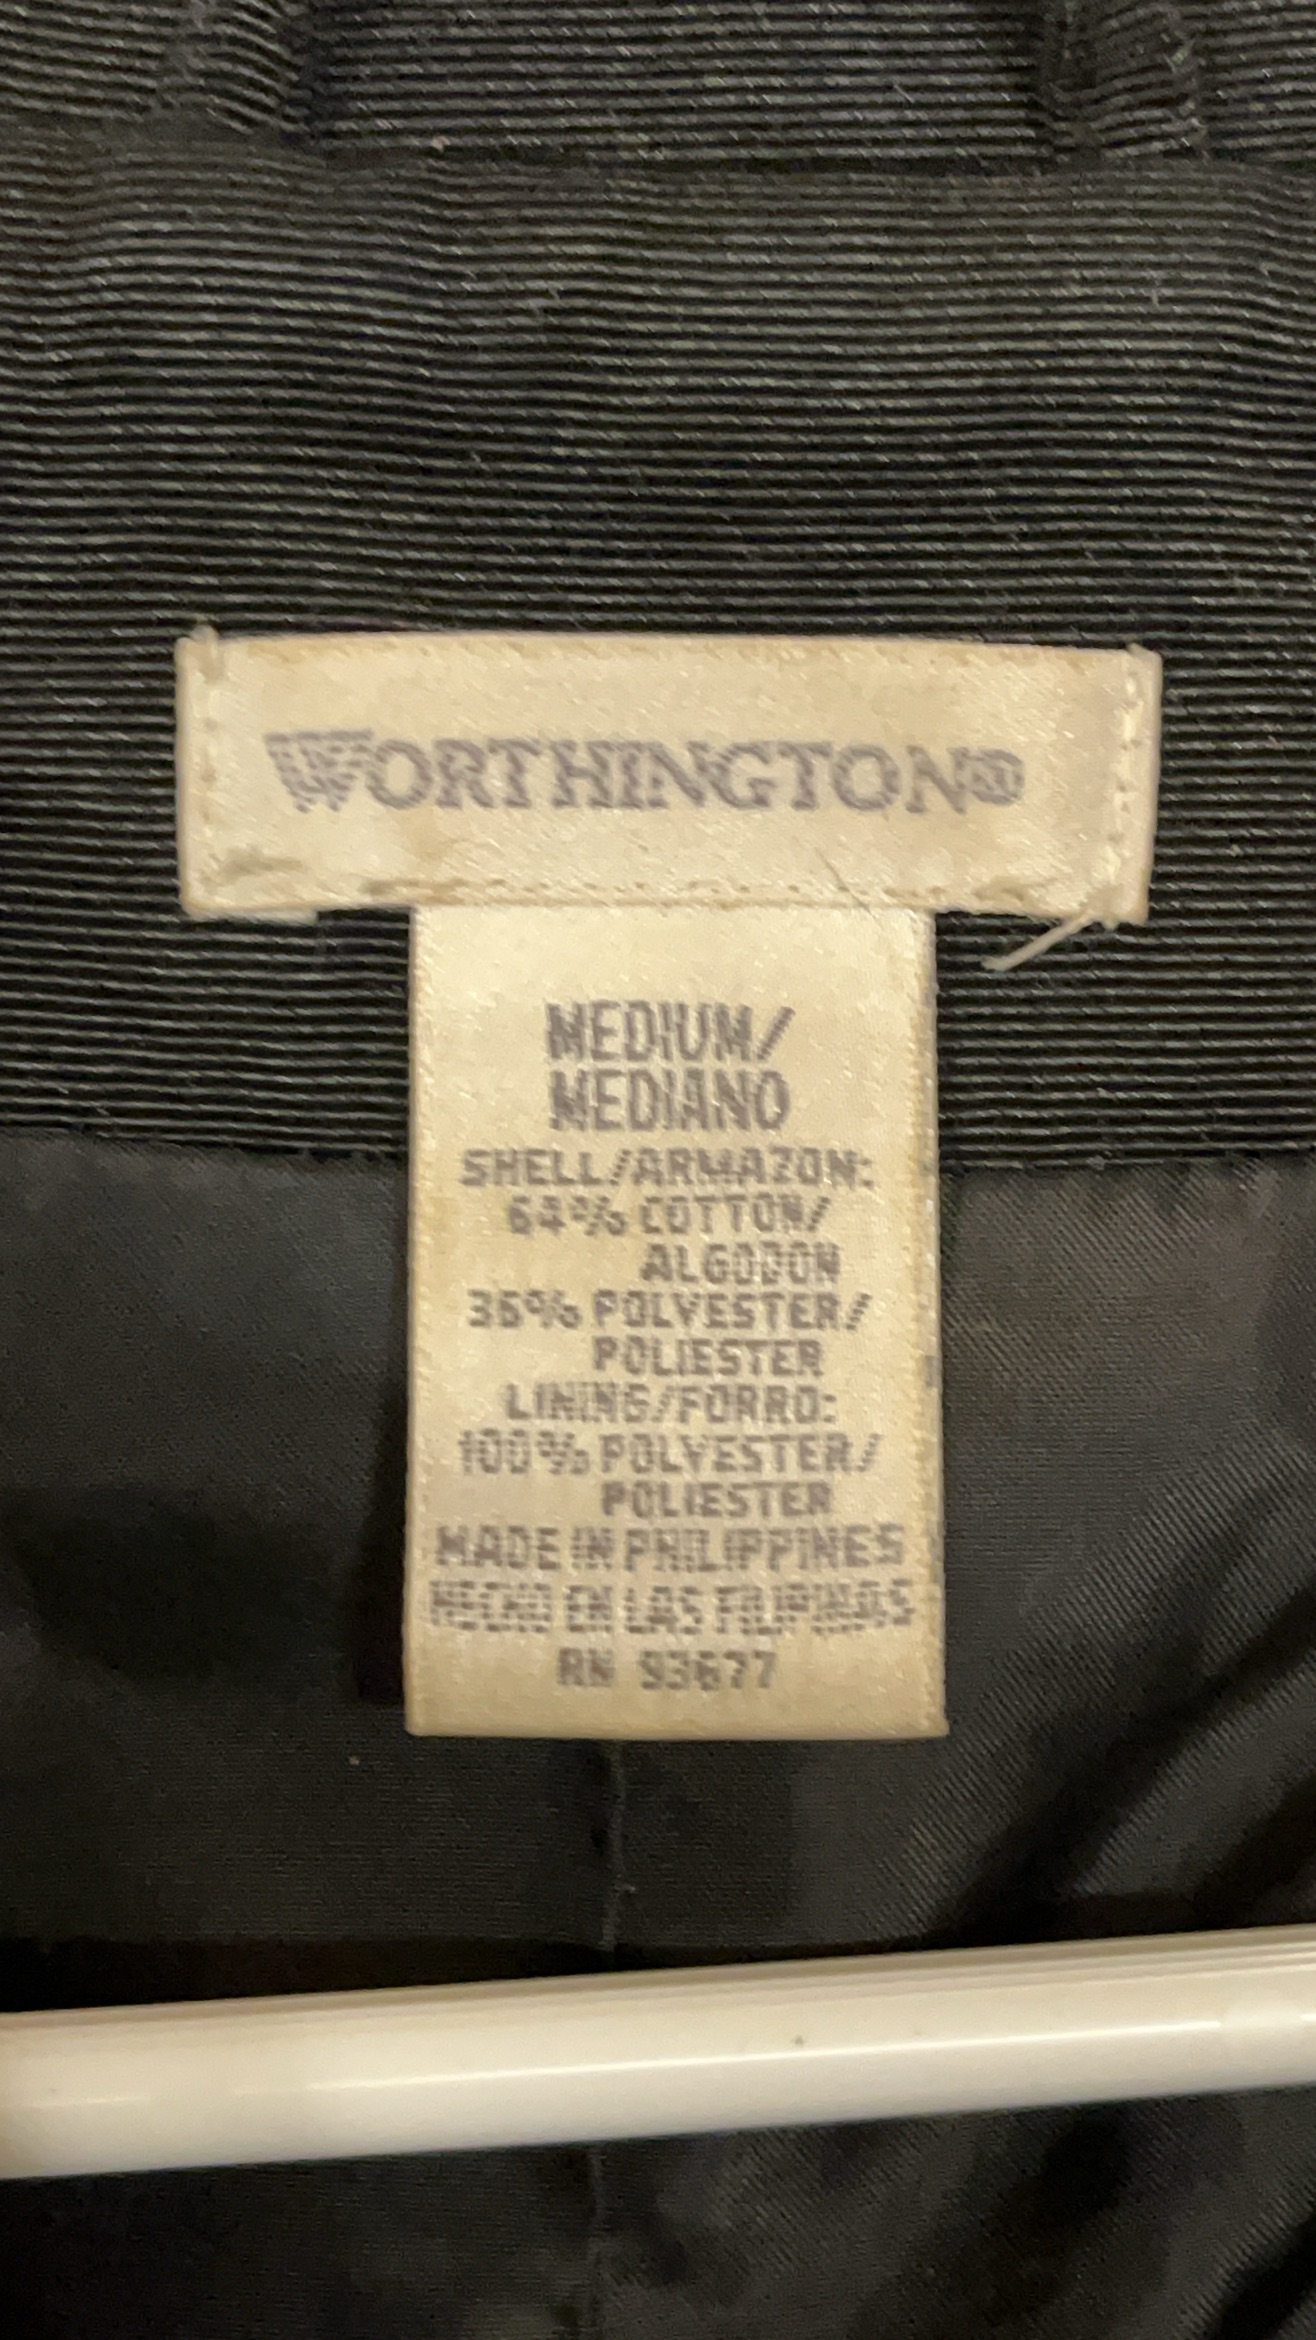 WORTHINGTON®
MEDIUM/
MEDIANO
SHELL/ARMAZON:
64% COTTON/
ALGODON
36% POLYESTER/
POLIESTER
LINING/FORRO:
100% POLYESTER/
POLIESTER
MADE IN PHILIPPINES
HECHO EN LAS FILIPINAS
RN 93677